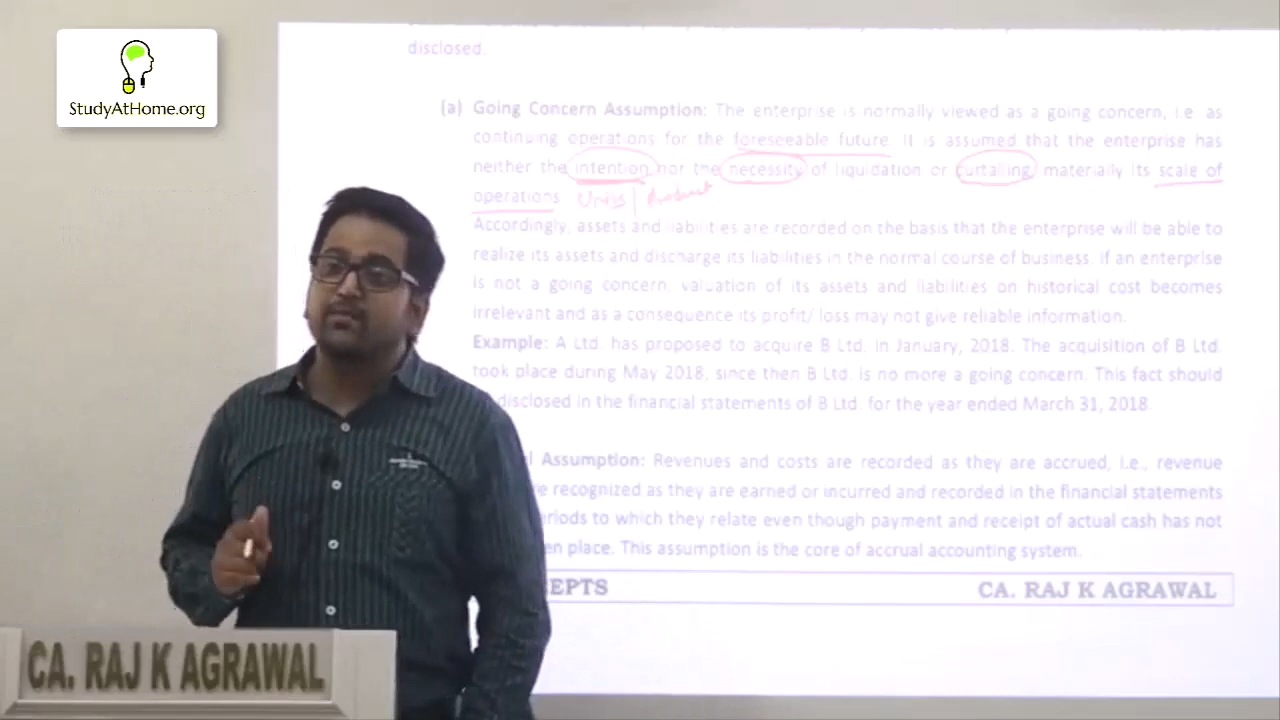 StudyAtHome.org
disclosed.
(a) Going Concern Assumption: The enterprise is normally viewed as a going concern, i.e. as
continuing operations for the foreseeable future. It is assumed that the enterprise has
neither the intention nor the necessity of liquidation or curtailing materially its scale of
operations Units | Product
Accordingly, assets and liabilities are recorded on the basis that the enterprise will be able to
realize its assets and discharge its liabilities in the normal course of business. If an enterprise
is not a going concern, valuation of its assets and liabilities on historical cost becomes
irrelevant and as a consequence its profit/ loss may not give reliable information.
Example: A Ltd. has proposed to acquire B Ltd. in January, 2018. The acquisition of B Ltd.
took place during May 2018, since then B Ltd. is no more a going concern. This fact should
disclosed in the financial statements of B Ltd. for the year ended March 31, 2018.
Assumption: Revenues and costs are recorded as they are accrued, i.e., revenue
recognized as they are earned or incurred and recorded in the financial statements
to which they relate even though payment and receipt of actual cash has not
place. This assumption is the core of accrual accounting system.
EPTS CA. RAJ K AGRAWAL
CA. RAJ K AGRAWAL